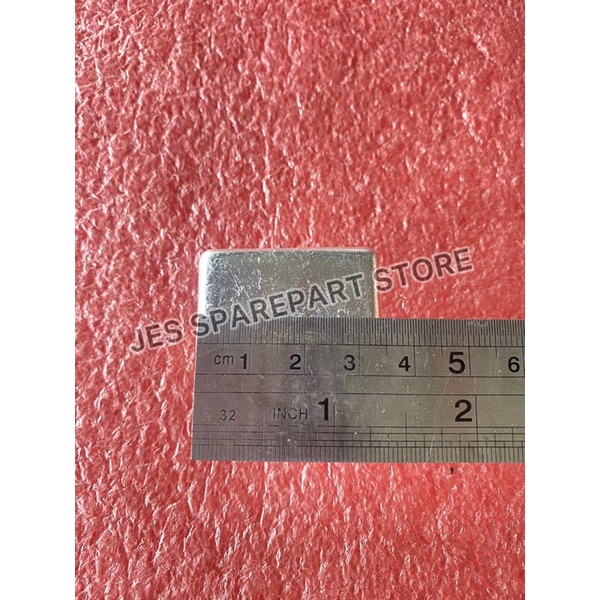 JES SPAREPART STORE
cm 1 2 3 4 5 6
32 INCH 1 2